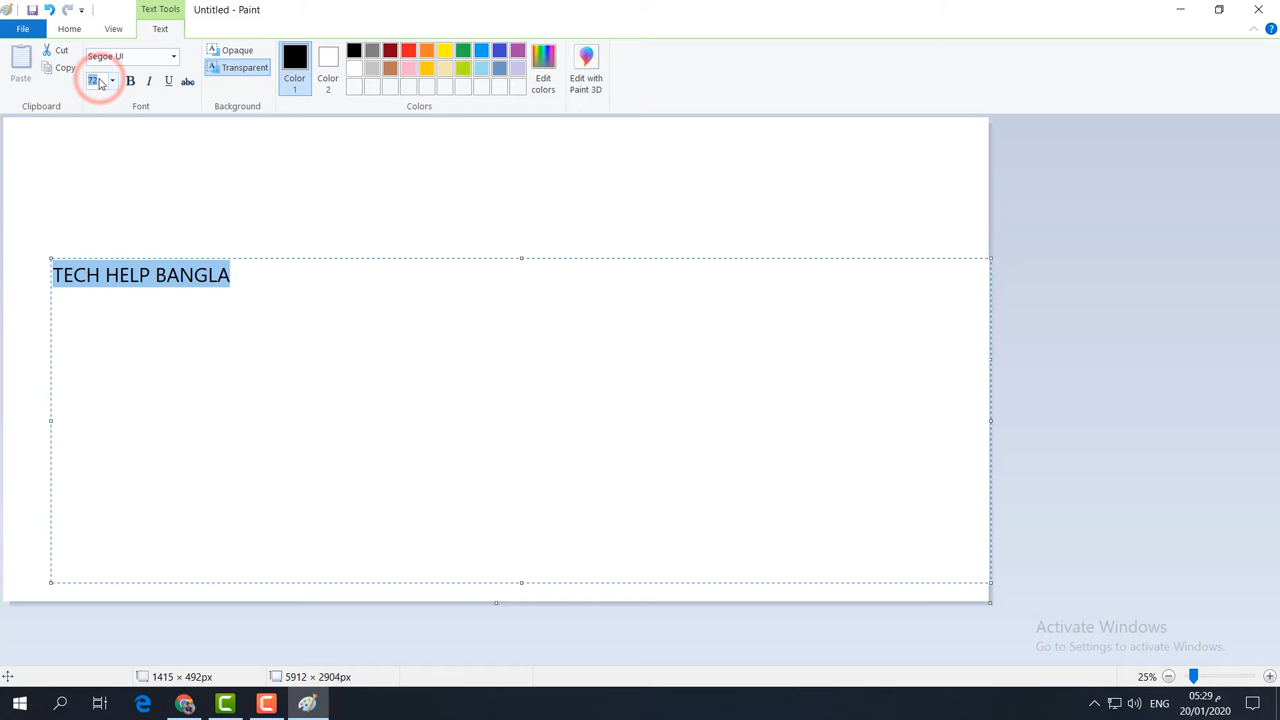 Text Tools
Untitled - Paint
File
Home
View
Text
Paste
Cut
Copy
Clipboard
Segoe UI
72
B I U abc
Font
Opaque
Transparent
Background
Color
1
Color
2
Colors
Edit
colors
Edit with
Paint 3D
TECH HELP BANGLA
Activate Windows
Go to Settings to activate Windows.
1415 × 492px
5912 × 2904px
25%
ENG
05:29 م
20/01/2020